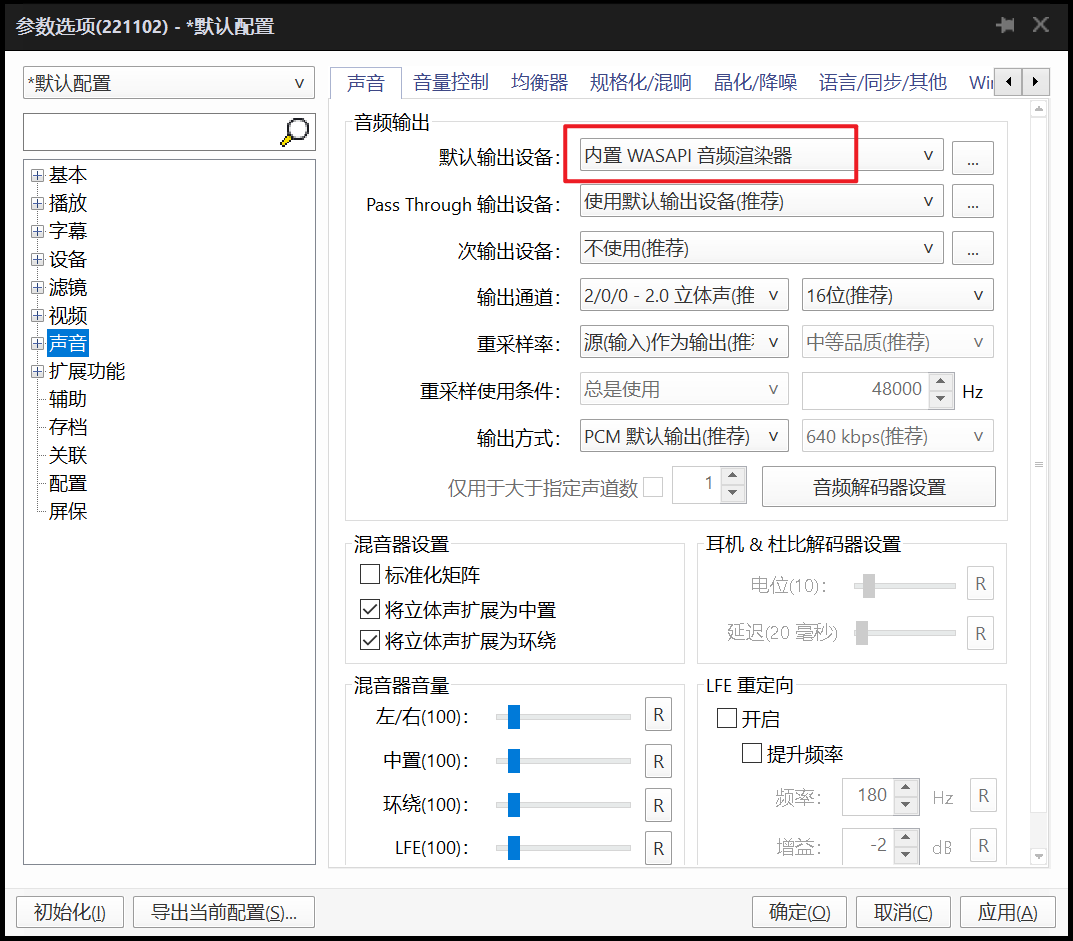 参数选项(221102) - *默认配置
*默认配置
基本
播放
字幕
设备
滤镜
视频
声音
扩展功能
辅助
存档
关联
配置
屏保
声音 音量控制 均衡器 规格化/混响 晶化/降噪 语言/同步/其他 Wi
音频输出
默认输出设备: 内置 WASAPI 音频渲染器 ...
Pass Through 输出设备: 使用默认输出设备(推荐) ...
次输出设备: 不使用(推荐) ...
输出通道: 2/0/0 - 2.0 立体声(推 16位(推荐)
重采样率: 源(输入)作为输出(推 中等品质(推荐)
重采样使用条件: 总是使用 48000 Hz
输出方式: PCM 默认输出(推荐) 640 kbps(推荐)
仅用于大于指定声道数 1 音频解码器设置
混音器设置
标准化矩阵
将立体声扩展为中置
将立体声扩展为环绕
耳机 & 杜比解码器设置
电位(10): R
延迟(20 毫秒) R
混音器音量
左/右(100): R
中置(100): R
环绕(100): R
LFE(100): R
LFE 重定向
开启
提升频率
频率: 180 Hz R
增益: -2 dB R
初始化(I) 导出当前配置(S)... 确定(O) 取消(C) 应用(A)